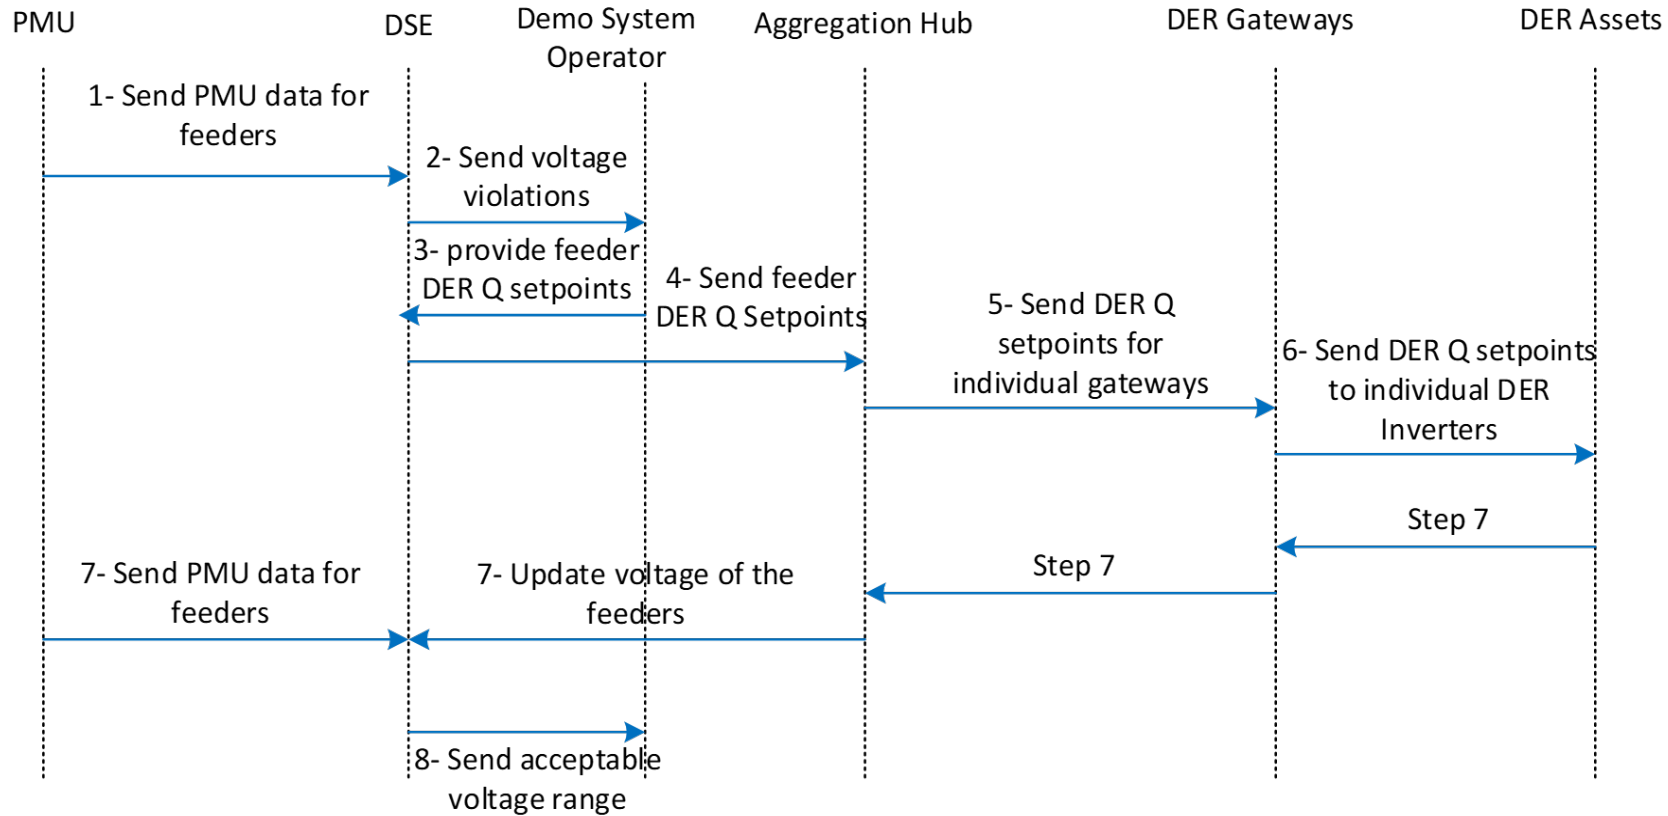 PMU
DSE
Demo System
Operator
Aggregation Hub
DER Gateways
DER Assets
1- Send PMU data for
feeders
2- Send voltage
violations
3- provide feeder
DER Q setpoints
4- Send feeder
DER Q Setpoints
5- Send DER Q
setpoints for
individual gateways
6- Send DER Q setpoints
to individual DER
Inverters
Step 7
Step 7
7- Send PMU data for
feeders
7- Update voltage of the
feeders
8- Send acceptable
voltage range